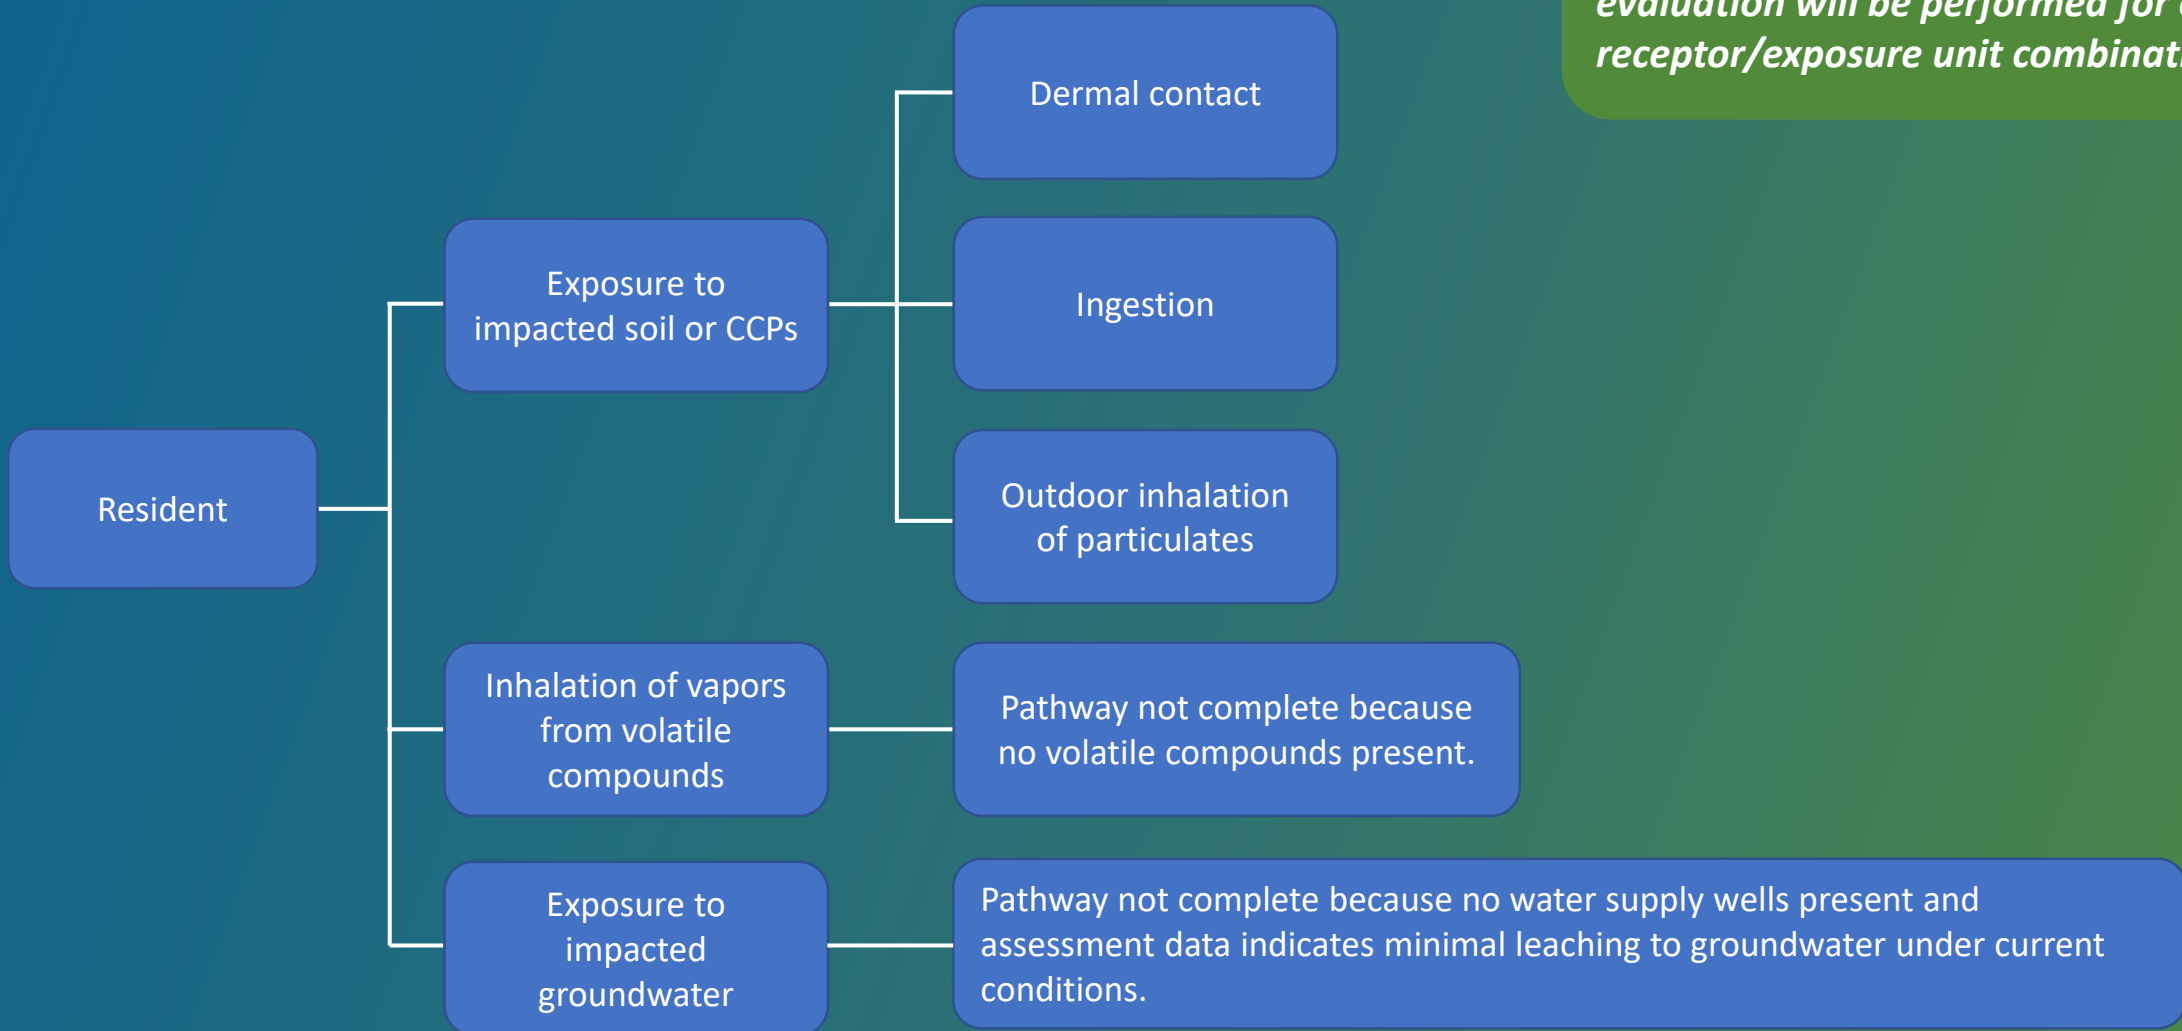 evaluation will be performed for
receptor/exposure unit
Dermal contact
Exposure to
impacted soil or CCPs
Ingestion
Resident
Outdoor inhalation
of particulates
Inhalation of vapors
from volatile
compounds
Pathway not complete because
no volatile compounds present.
Exposure to
impacted
groundwater
Pathway not complete because no water supply wells present and
assessment data indicates minimal leaching to groundwater under current
conditions.